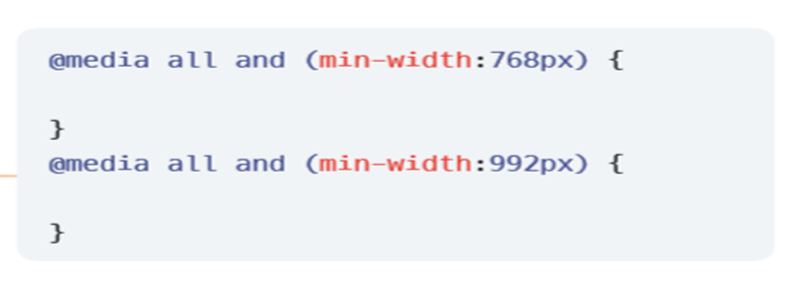 @media all and (min-width:768px) {
}
@media all and (min-width:992px) {
}